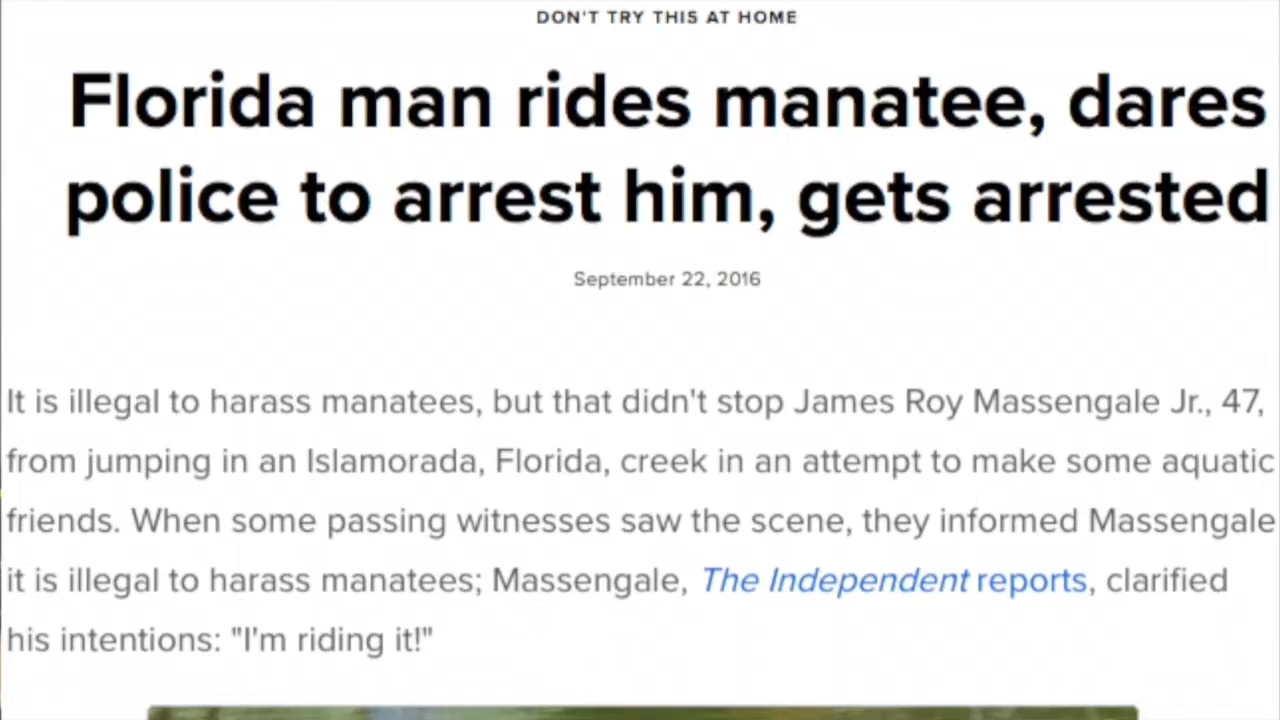 DON'T TRY THIS AT HOME
Florida man rides manatee, dares
police to arrest him, gets arrested
September 22, 2016
It is illegal to harass manatees, but that didn't stop James Roy Massengale Jr., 47,
from jumping in an Islamorada, Florida, creek in an attempt to make some aquatic
friends. When some passing witnesses saw the scene, they informed Massengale
it is illegal to harass manatees; Massengale, The Independent reports, clarified
his intentions: "I'm riding it!"